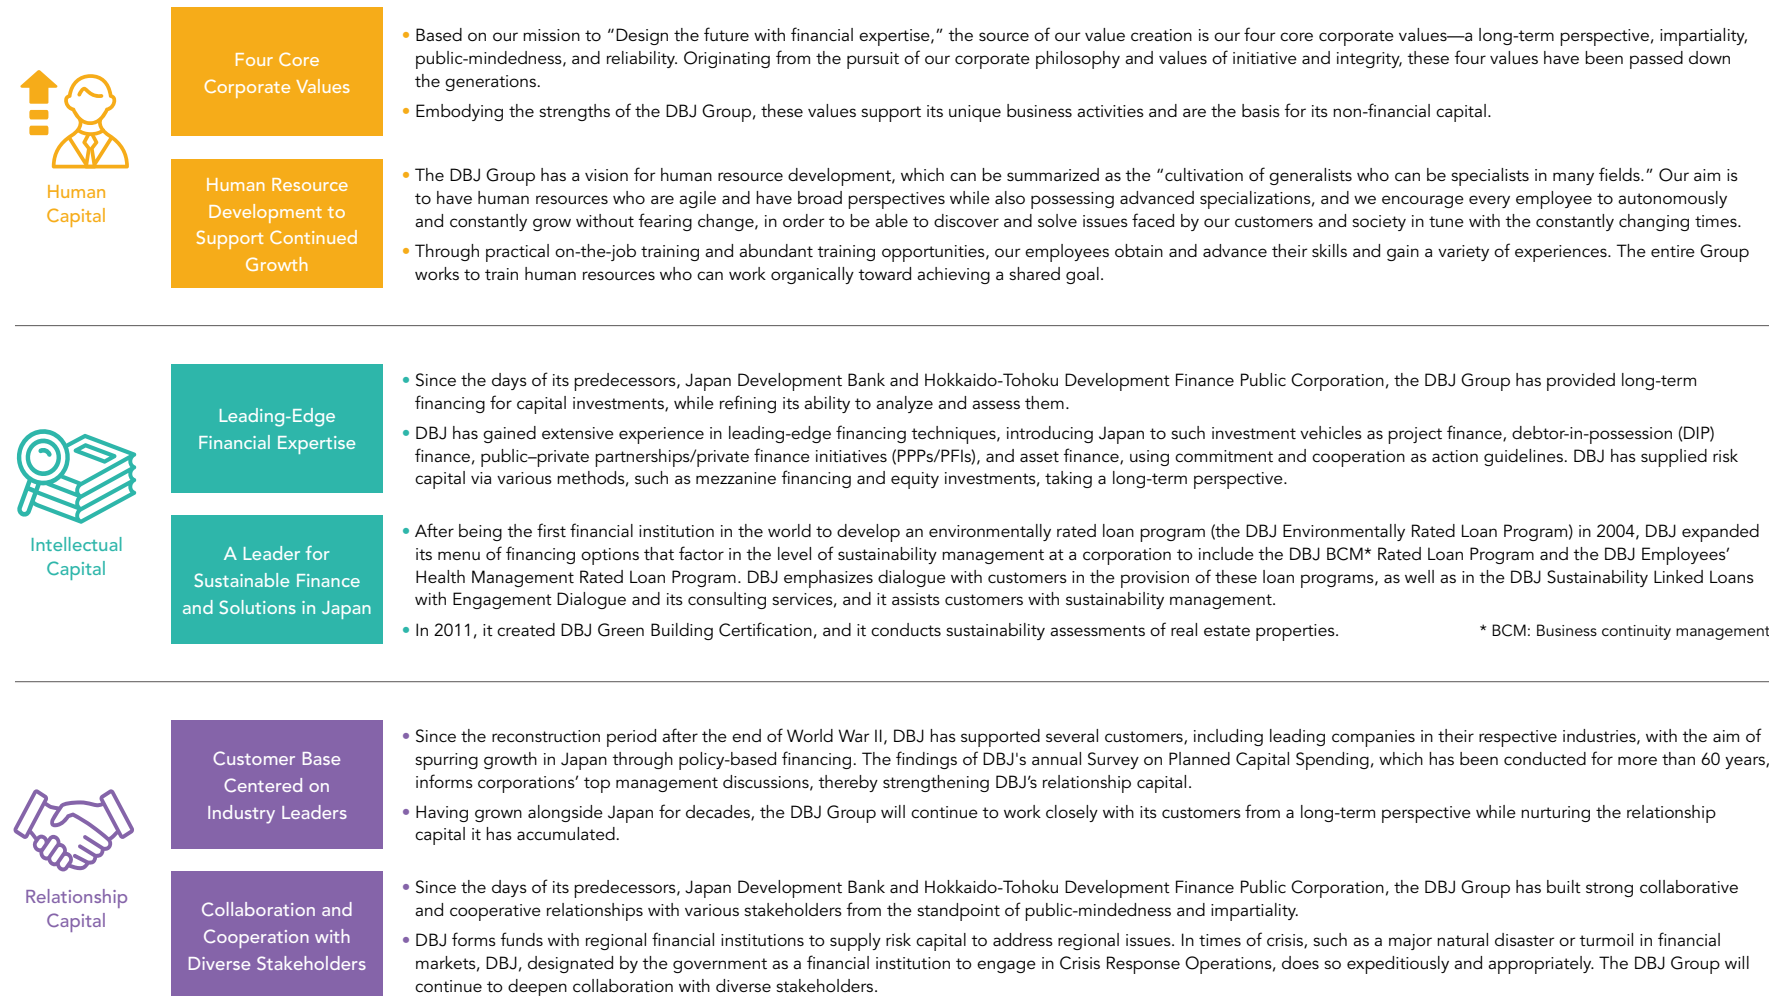 Human
Capital
Four Core
Corporate Values
• Based on our mission to “Design the future with financial expertise,” the source of our value creation is our four core corporate values—a long-term perspective, impartiality,
public-mindedness, and reliability. Originating from the pursuit of our corporate philosophy and values of initiative and integrity, these four values have been passed down
the generations.
• Embodying the strengths of the DBJ Group, these values support its unique business activities and are the basis for its non-financial capital.
Human Resource
Development to
Support Continued
Growth
• The DBJ Group has a vision for human resource development, which can be summarized as the “cultivation of generalists who can be specialists in many fields.” Our aim is
to have human resources who are agile and have broad perspectives while also possessing advanced specializations, and we encourage every employee to autonomously
and constantly grow without fearing change, in order to be able to discover and solve issues faced by our customers and society in tune with the constantly changing times.
• Through practical on-the-job training and abundant training opportunities, our employees obtain and advance their skills and gain a variety of experiences. The entire Group
works to train human resources who can work organically toward achieving a shared goal.
Intellectual
Capital
Leading-Edge
Financial Expertise
• Since the days of its predecessors, Japan Development Bank and Hokkaido-Tohoku Development Finance Public Corporation, the DBJ Group has provided long-term
financing for capital investments, while refining its ability to analyze and assess them.
• DBJ has gained extensive experience in leading-edge financing techniques, introducing Japan to such investment vehicles as project finance, debtor-in-possession (DIP)
finance, public–private partnerships/private finance initiatives (PPPs/PFIs), and asset finance, using commitment and cooperation as action guidelines. DBJ has supplied risk
capital via various methods, such as mezzanine financing and equity investments, taking a long-term perspective.
A Leader for
Sustainable Finance
and Solutions in Japan
• After being the first financial institution in the world to develop an environmentally rated loan program (the DBJ Environmentally Rated Loan Program) in 2004, DBJ expanded
its menu of financing options that factor in the level of sustainability management at a corporation to include the DBJ BCM* Rated Loan Program and the DBJ Employees’
Health Management Rated Loan Program. DBJ emphasizes dialogue with customers in the provision of these loan programs, as well as in the DBJ Sustainability Linked Loans
with Engagement Dialogue and its consulting services, and it assists customers with sustainability management.
• In 2011, it created DBJ Green Building Certification, and it conducts sustainability assessments of real estate properties.
* BCM: Business continuity management
Relationship
Capital
Customer Base
Centered on
Industry Leaders
• Since the reconstruction period after the end of World War II, DBJ has supported several customers, including leading companies in their respective industries, with the aim of
spurring growth in Japan through policy-based financing. The findings of DBJ's annual Survey on Planned Capital Spending, which has been conducted for more than 60 years,
informs corporations’ top management discussions, thereby strengthening DBJ’s relationship capital.
• Having grown alongside Japan for decades, the DBJ Group will continue to work closely with its customers from a long-term perspective while nurturing the relationship
capital it has accumulated.
Collaboration and
Cooperation with
Diverse Stakeholders
• Since the days of its predecessors, Japan Development Bank and Hokkaido-Tohoku Development Finance Public Corporation, the DBJ Group has built strong collaborative
and cooperative relationships with various stakeholders from the standpoint of public-mindedness and impartiality.
• DBJ forms funds with regional financial institutions to supply risk capital to address regional issues. In times of crisis, such as a major natural disaster or turmoil in financial
markets, DBJ, designated by the government as a financial institution to engage in Crisis Response Operations, does so expeditiously and appropriately. The DBJ Group will
continue to deepen collaboration with diverse stakeholders.